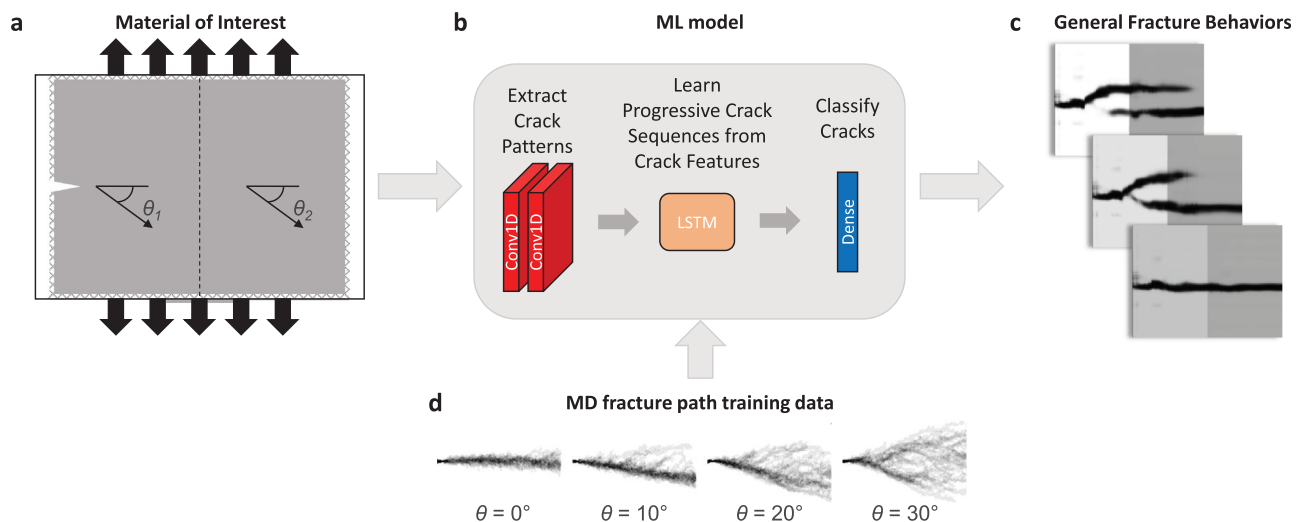 a
Material of Interest
θ1
θ2
b
ML model
Extract
Crack
Patterns
Conv1D
Conv1D
Learn
Progressive Crack
Sequences from
Crack Features
LSTM
Classify
Cracks
Dense
c
General Fracture Behaviors
d
MD fracture path training data
θ = 0°
θ = 10°
θ = 20°
θ = 30°